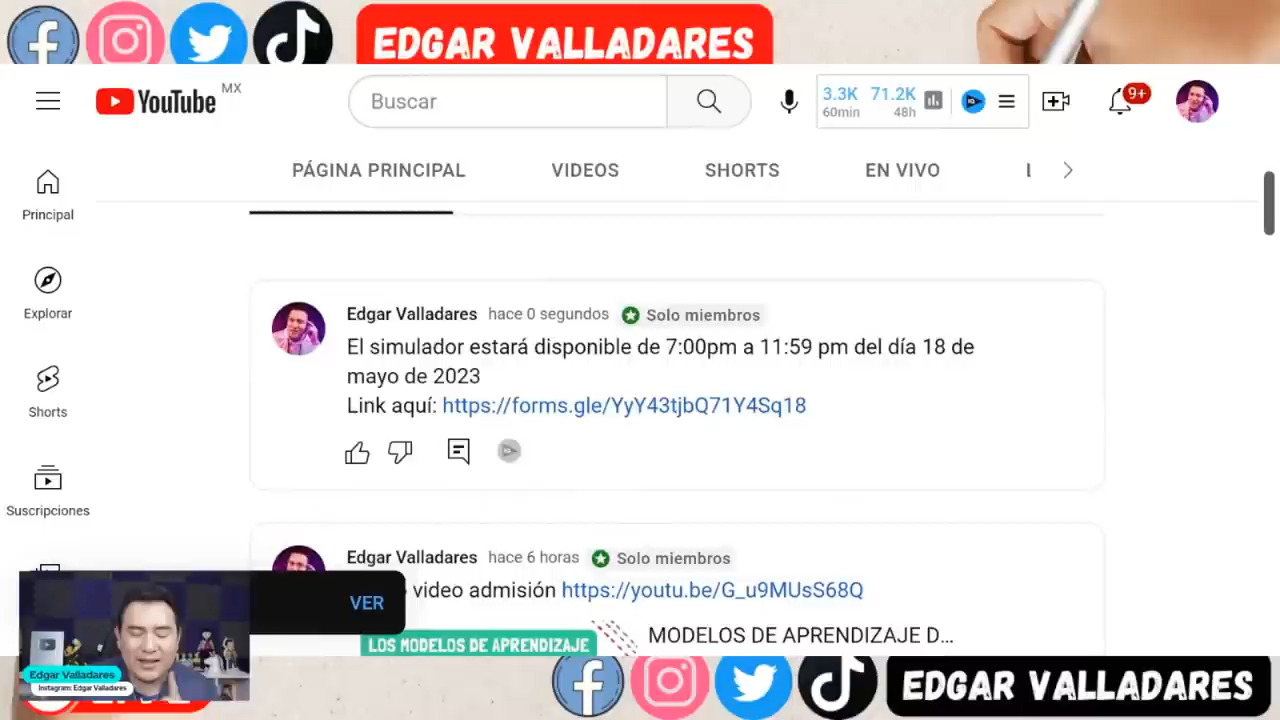 EDGAR VALLADARES
YouTube MX
Buscar
3.3K 71.2K
60min 48h
9+
PÁGINA PRINCIPAL VIDEOS SHORTS EN VIVO
Principal
Explorar
Shorts
Suscripciones
Edgar Valladares hace 0 segundos Solo miembros
El simulador estará disponible de 7:00pm a 11:59 pm del día 18 de
mayo de 2023
Link aquí: https://forms.gle/YyY43tjbQ71Y4Sq18
Edgar Valladares hace 6 horas Solo miembros
video admisión https://youtu.be/G_u9MUsS68Q
VER
MODELOS DE APRENDIZAJE D...
LOS MODELOS DE APRENDIZAJE
Edgar Valladares
Instagram: Edgar Valladares
EDGAR VALLADARES